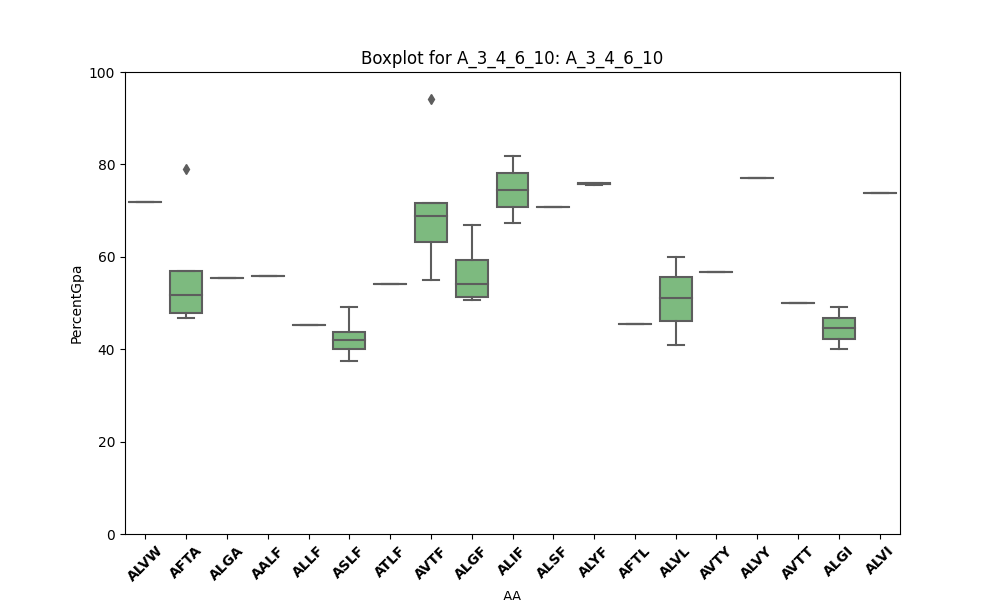 Boxplot for A_3_4_6_10: A_3_4_6_10
100
80
60
40
20
0
PercentGpa
ALVW AFTA ALGA AALF ALLF ASLF ATLF AVTF ALGF ALIF ALSF ALYF AFTL ALVL AVTY ALVY AVTT ALGI ALVI
AA